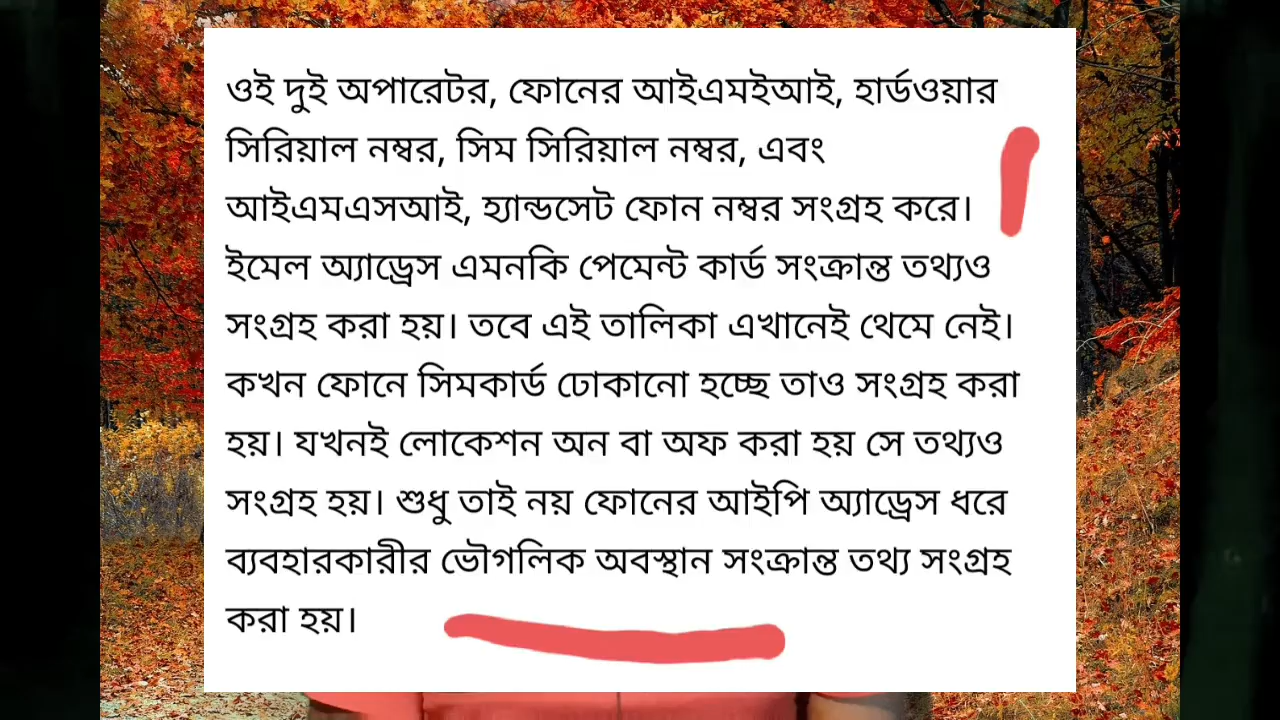 ওই দুই অপারেটর, ফোনের আইএমইআই, হার্ডওয়ার
সিরিয়াল নম্বর, সিম সিরিয়াল নম্বর, এবং
আইএমএসআই, হ্যান্ডসেট ফোন নম্বর সংগ্রহ করে।
ইমেল অ্যাড্রেস এমনকি পেমেন্ট কার্ড সংক্রান্ত তথ্যও
সংগ্রহ করা হয়। তবে এই তালিকা এখানেই থেমে নেই।
কখন ফোনে সিমকার্ড ঢোকানো হচ্ছে তাও সংগ্রহ করা
হয়। যখনই লোকেশন অন বা অফ করা হয় সে তথ্যও
সংগ্রহ হয়। শুধু তাই নয় ফোনের আইপি অ্যাড্রেস ধরে
ব্যবহারকারীর ভৌগলিক অবস্থান সংক্রান্ত তথ্য সংগ্রহ
করা হয়।